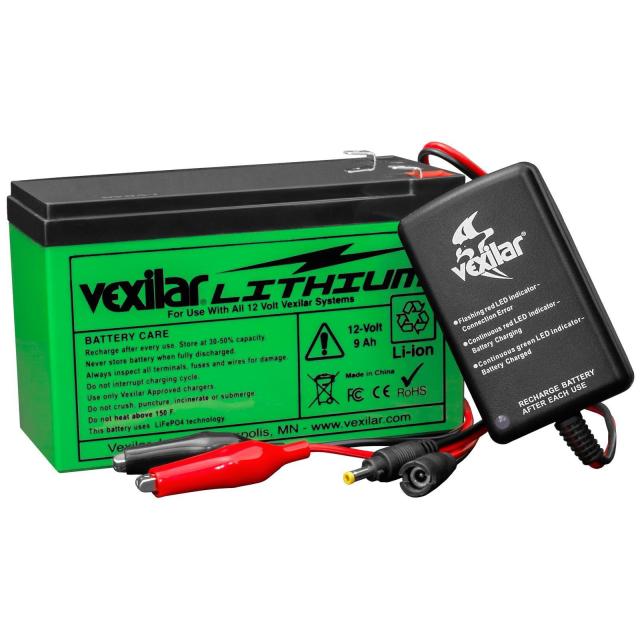 vexilar® LITHIUM
For Use With All 12 Volt Vexilar Systems
BATTERY CARE
Recharge after every use. Store at 30-50% capacity.
Never store battery when fully discharged.
Always inspect all terminals, fuses and wires for damage.
Do not interrupt charging cycle.
Use only Vexilar Approved chargers.
Do not crush, puncture, incinerate or submerge
Do not heat above 150 F.
This battery uses LiFePO4 technology.
12-Volt
9 Ah
Li-ion
Made in China
CE RoHS
www.vexilar.com
Vexilar MN -
vexilar®
Flashing red LED indicator-
Connection Error
Continuous red LED indicator-
Battery Charging
Continuous green LED Indicator-
Battery Charged
RECHARGE BATTERY
AFTER EACH USE